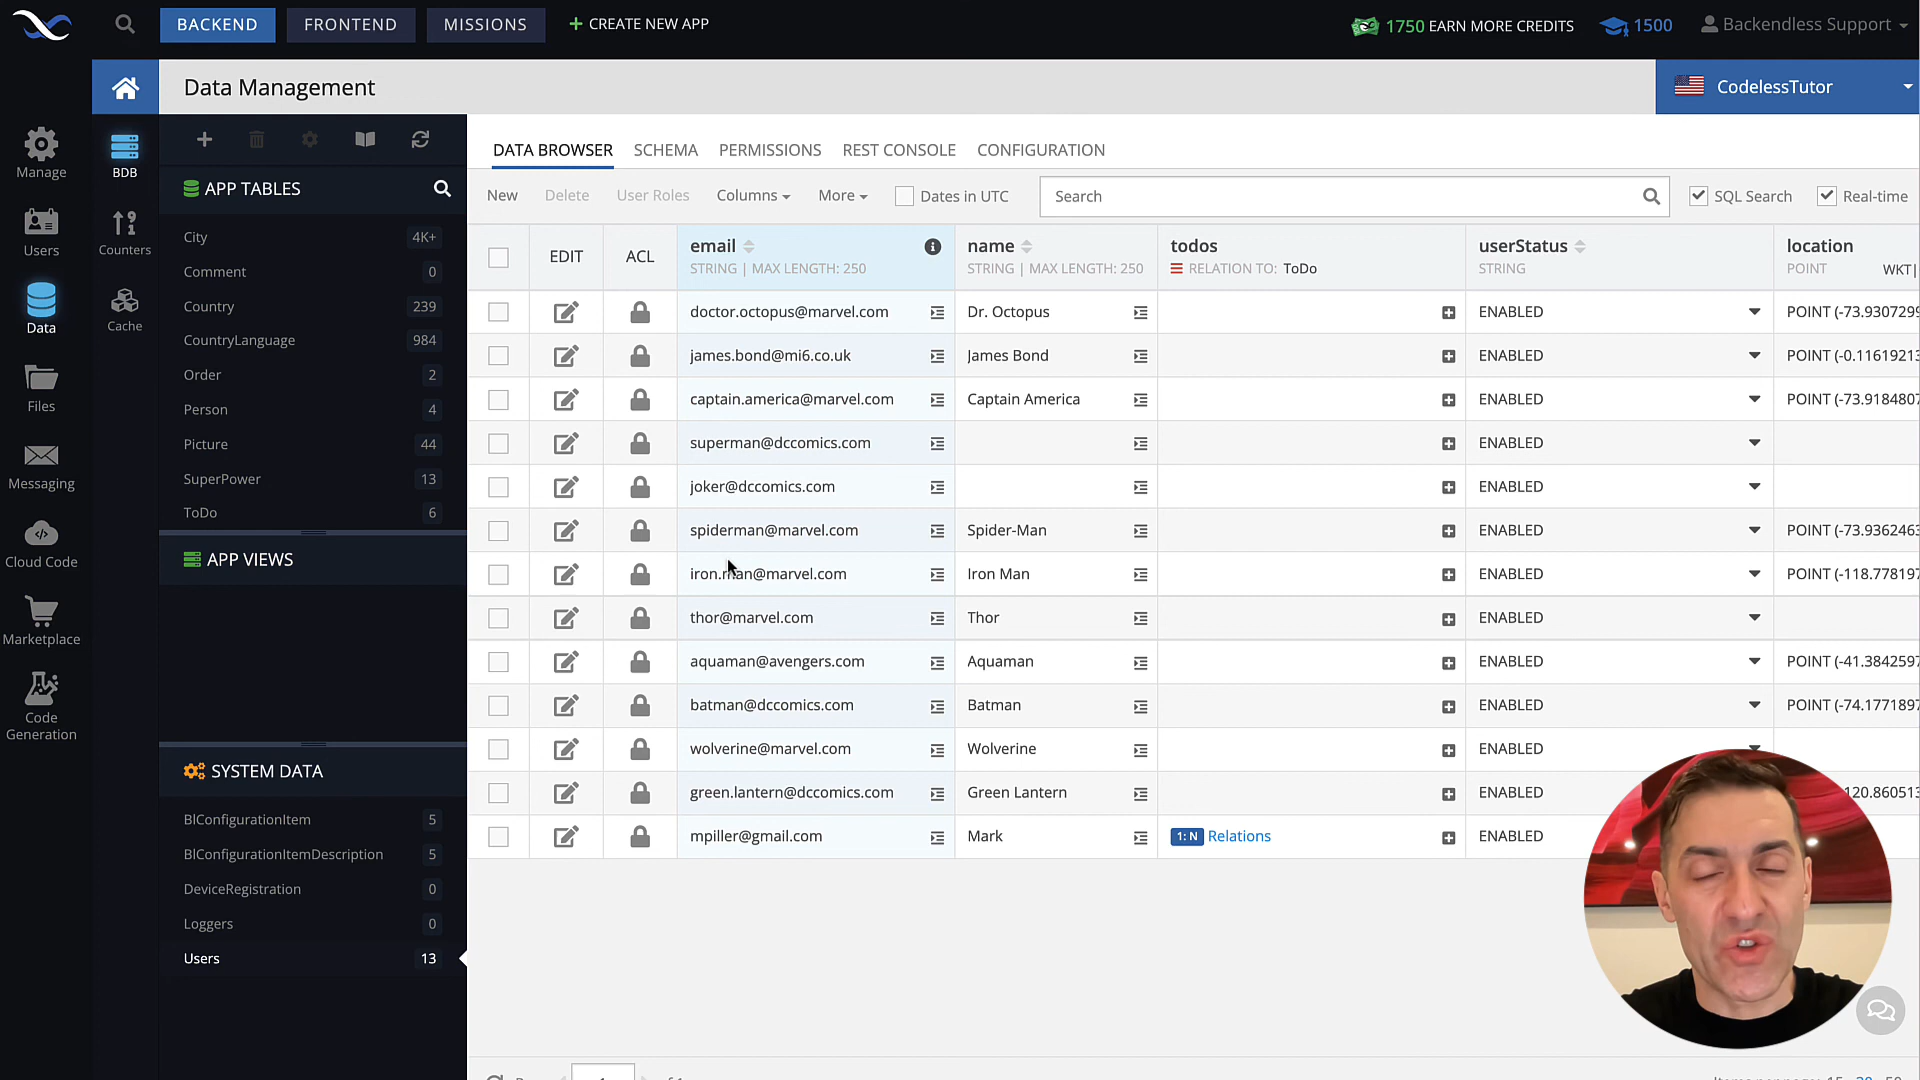 BACKEND
FRONTEND
MISSIONS
+ CREATE NEW APP
1750 EARN MORE CREDITS
1500
Backendless Support
Data Management
CodelessTutor
Manage
Users
Data
Files
Messaging
Cloud Code
Marketplace
Code
Generation
BDB
Counters
Cache
APP TABLES
City 4K+
Comment 0
Country 239
CountryLanguage 984
Order 2
Person 4
Picture 44
SuperPower 13
ToDo 6
APP VIEWS
SYSTEM DATA
BlConfigurationItem 5
BlConfigurationItemDescription 5
DeviceRegistration 0
Loggers 0
Users 13
DATA BROWSER SCHEMA PERMISSIONS REST CONSOLE CONFIGURATION
New Delete User Roles Columns More Dates in UTC Search SQL Search Real-time
EDIT ACL email name todos userStatus location
STRING | MAX LENGTH: 250 STRING | MAX LENGTH: 250 RELATION TO: ToDo STRING POINT WKT|
doctor.octopus@marvel.com Dr. Octopus ENABLED POINT (-73.9307299
james.bond@mi6.co.uk James Bond ENABLED POINT (-0.11619213
captain.america@marvel.com Captain America ENABLED POINT (-73.9184807
superman@dccomics.com ENABLED
joker@dccomics.com ENABLED
spiderman@marvel.com Spider-Man ENABLED POINT (-73.9362463
iron.man@marvel.com Iron Man ENABLED POINT (-118.778197
thor@marvel.com Thor ENABLED
aquaman@avengers.com Aquaman ENABLED POINT (-41.3842597
batman@dccomics.com Batman ENABLED POINT (-74.1771897
wolverine@marvel.com Wolverine ENABLED
green.lantern@dccomics.com Green Lantern ENABLED 120.860513
mpiller@gmail.com Mark 1: N Relations ENABLED